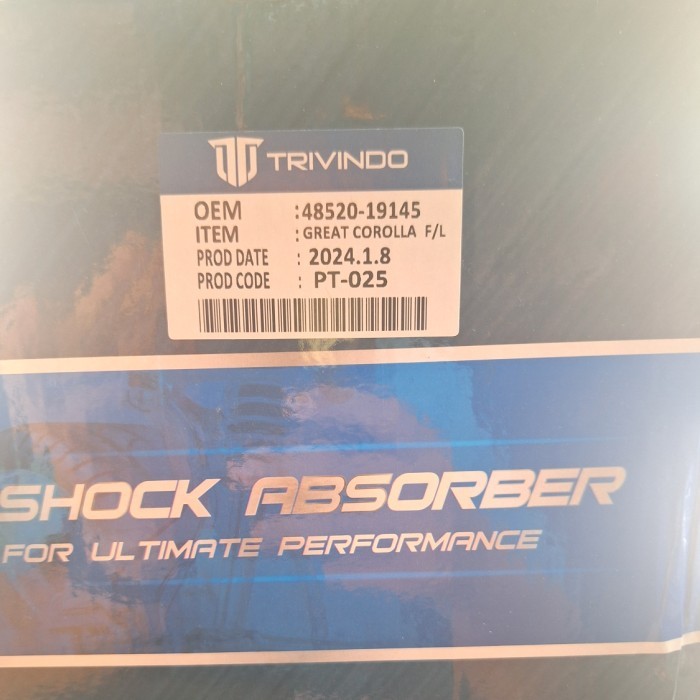 TRIVINDO
OEM :48520-19145
ITEM :GREAT COROLLA F/L
PROD DATE : 2024.1.8
PROD CODE : PT-025
SHOCK ABSORBER
FOR ULTIMATE PERFORMANCE